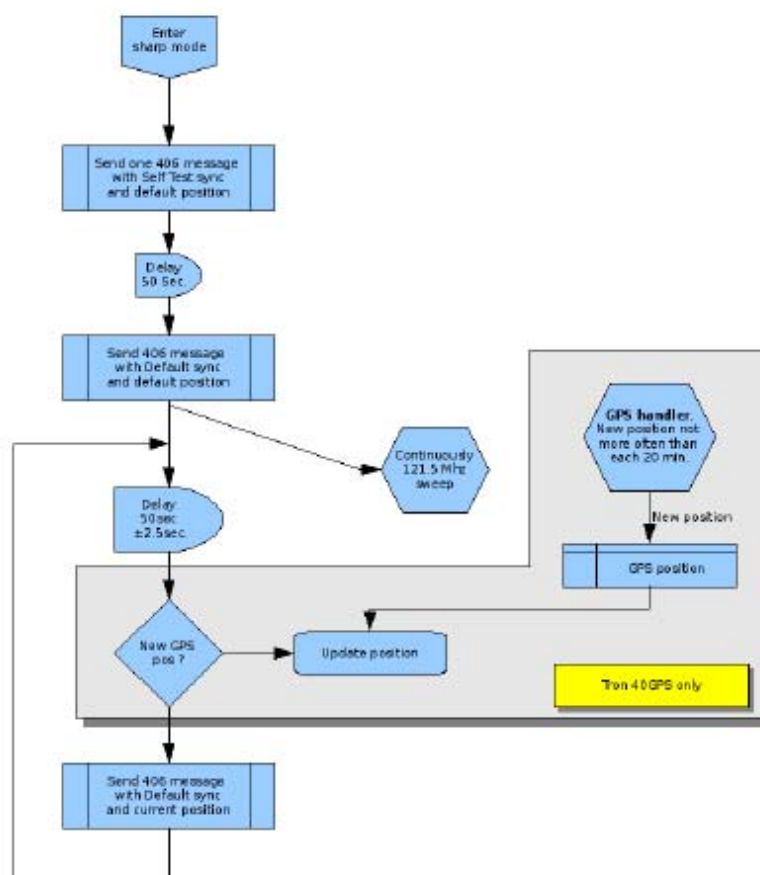 Enter
sharp mode
Send one 406 message
with Self Test sync
and default position
Delay
50 Sec.
Send 406 message
with Default sync
and default position
GPS handler.
New position not
more often than
each 20 min.
Continuously
121.5 Mhz
sweep
Delay
50sec
±2.5sec.
New position
GPS position
New GPS
pos ?
Update position
Tron 40GPS only
Send 406 message
with Default sync
and current position